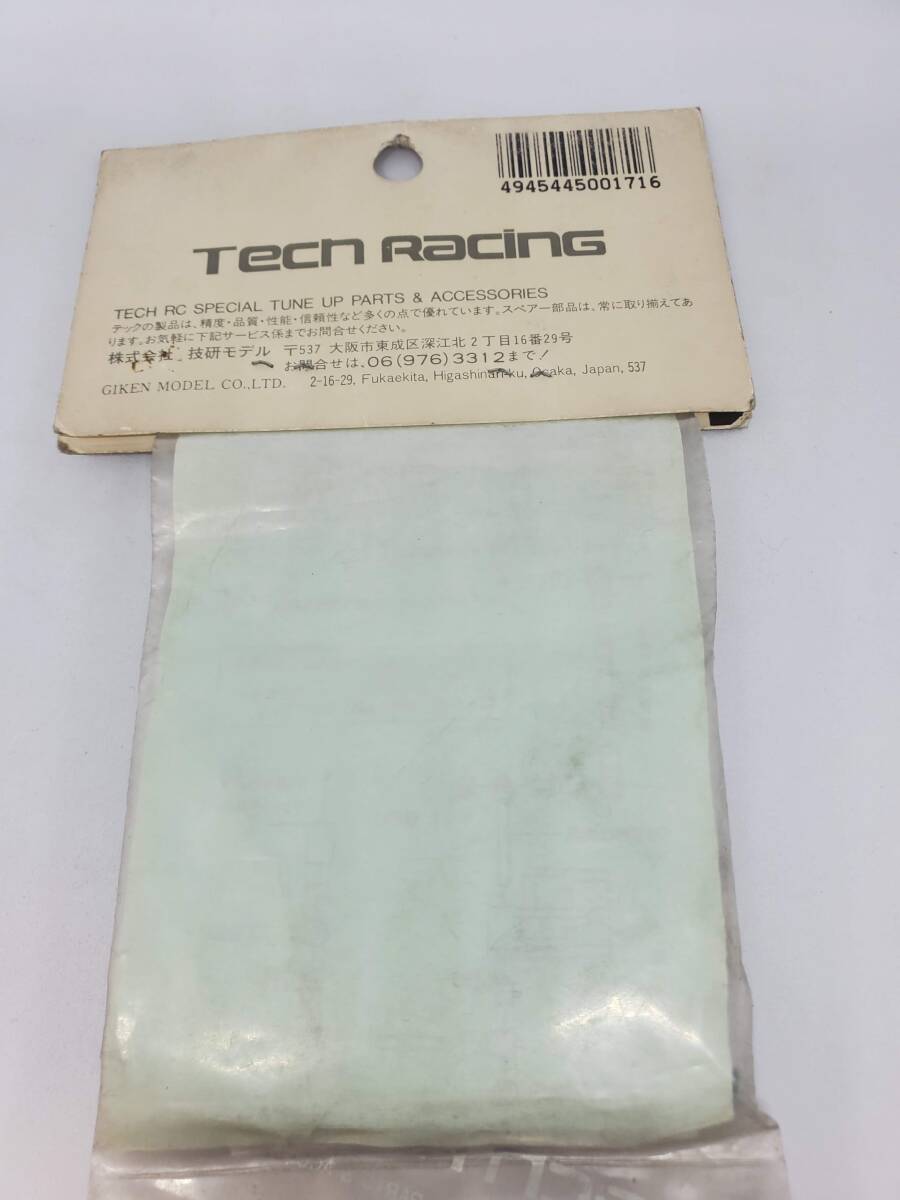 4945445001716
Tech Racing
TECH RC SPECIAL TUNE UP PARTS & ACCESSORIES
テックの製品は、精度・品質・性能・信頼性など多くの点で優れています。スペアー部品は、常に取り揃えてあ
ります。お気軽に下記サービス係までお問合せください。
株式会社 技研モデル 〒537 大阪市東成区深江北2丁目16番29号
お問合せは、06(976)3312まで!
GIKEN MODEL CO.,LTD. 2-16-29, Fukaekita, Higashinari-ku, Osaka, Japan, 537